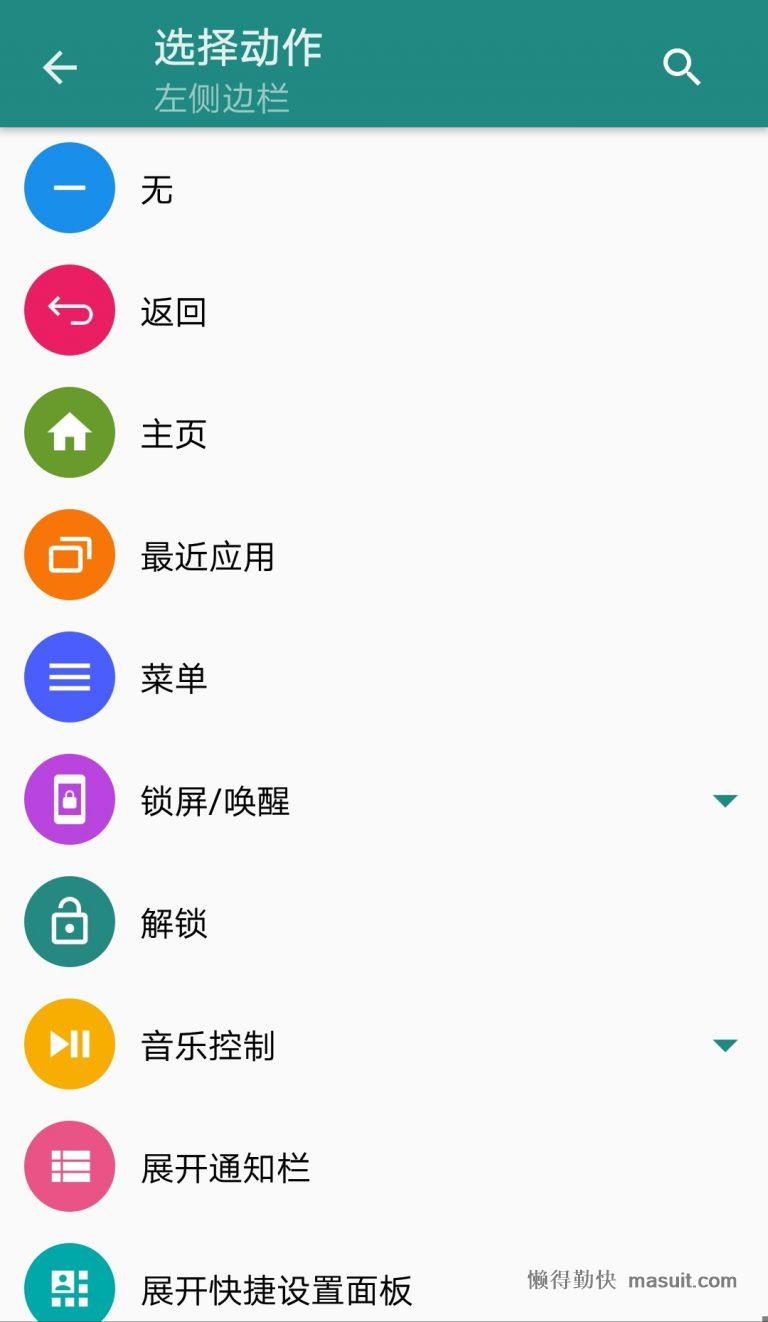 选择动作
左侧边栏
无
返回
主页
最近应用
菜单
锁屏/唤醒
解锁
音乐控制
展开通知栏
展开快捷设置面板
懒得勤快 masuit.com